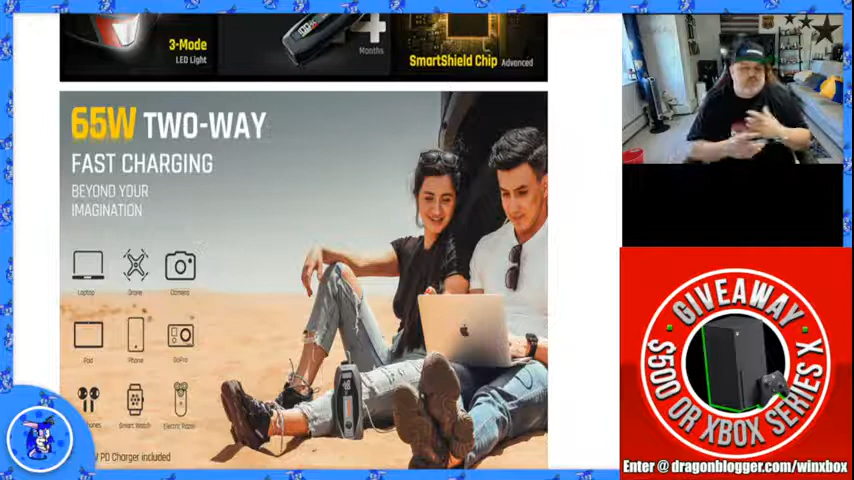 3-Mode
LED Light
Months
SmartShield Chip Advanced
65W TWO-WAY
FAST CHARGING
BEYOND YOUR
IMAGINATION
Laptop
Drone
Camera
Pad
Phone
GoPro
Smart Watch
Electric Razor
PD Charger included
GIVEAWAY
$500 OR XBOX SERIES X
Enter @ dragonblogger.com/winxbox